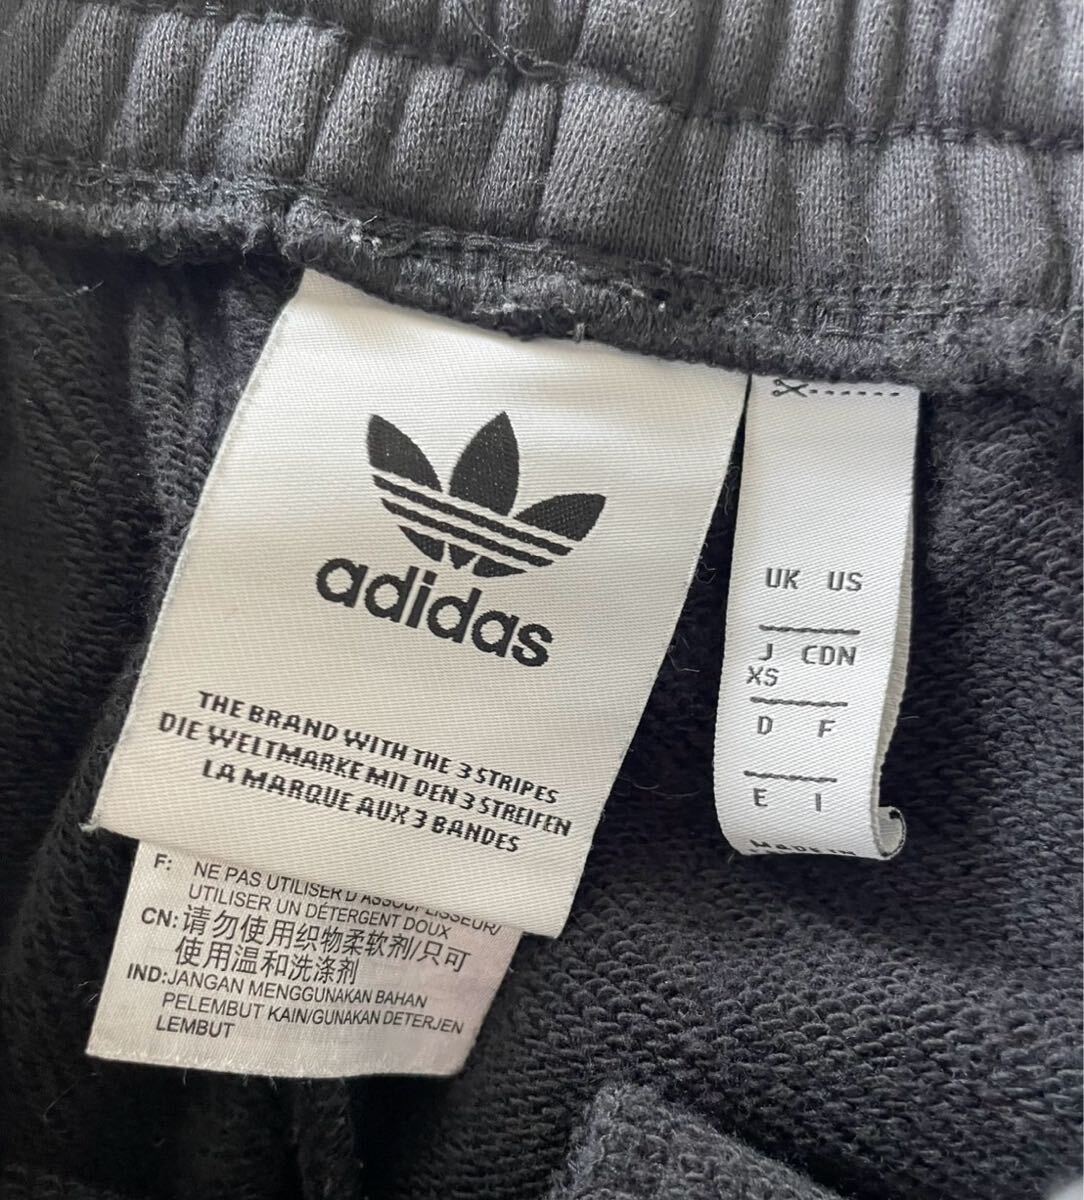 adidas
THE BRAND WITH THE 3 STRIPES
DIE WELTMARKE MIT DEN 3 STREIFEN
LA MARQUE AUX 3 BANDES
F: NE PAS UTILISER D'ASSOUPLISSEUR/
UTILISER UN DÉTERGENT DOUX
CN:请勿使用织物柔软剂/只可
使用温和洗涤剂
IND:JANGAN MENGGUNAKAN BAHAN
PELEMBUT KAIN/GUNAKAN DETERJEN
LEMBUT
UK US
J CDN
XS
D F
E I
MADE IN